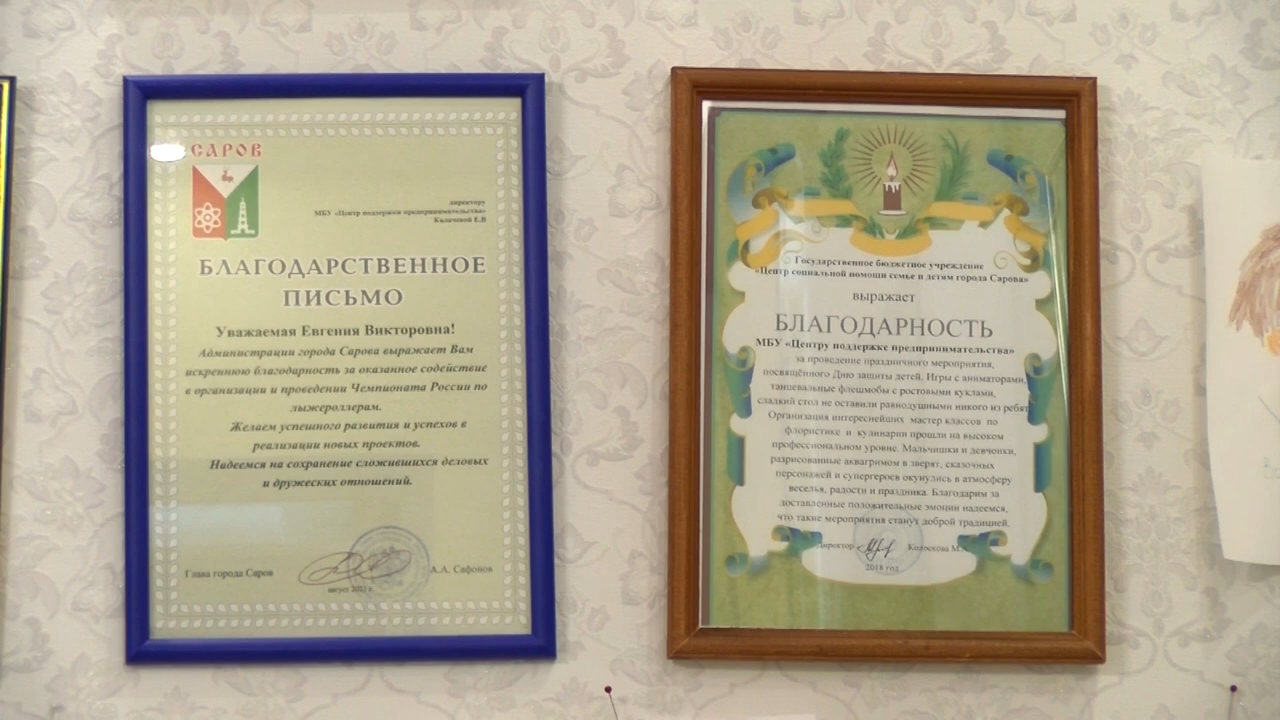 САРОВ
директору
МБУ «Центр поддержки предпринимательства»
Калачевой Е.В
БЛАГОДАРСТВЕННОЕ
ПИСЬМО
Уважаемая Евгения Викторовна!
Администрации города Сарова выражает Вам
искреннюю благодарность за оказанное содействие
в организации и проведении Чемпионата России по
лыжероллерам.
Желаем успешного развития и успехов в
реализации новых проектов.
Надеемся на сохранение сложившихся деловых
и дружеских отношений.
Глава города Саров
А.А. Сафонов
август 2021 г.
Государственное бюджетное учреждение
«Центр социальной помощи семье и детям города Сарова»
выражает
БЛАГОДАРНОСТЬ
МБУ «Центру поддержке предпринимательства»
за проведение праздничного мероприятия,
посвящённого Дню защиты детей. Игры с аниматорами,
танцевальные флешмобы с ростовыми куклами,
сладкий стол не оставили равнодушными никого из ребят.
Организация интереснейших мастер классов по
флористике и кулинарии прошли на высоком
профессиональном уровне. Мальчишки и девчонки,
разрисованные аквагримом в зверят, сказочных
персонажей и супергероев окунулись в атмосферу
веселья, радости и праздника. Благодарим за
доставленные положительные эмоции надеемся,
что такие мероприятия станут доброй традицией.
Директор Колоскова М.
2018 год